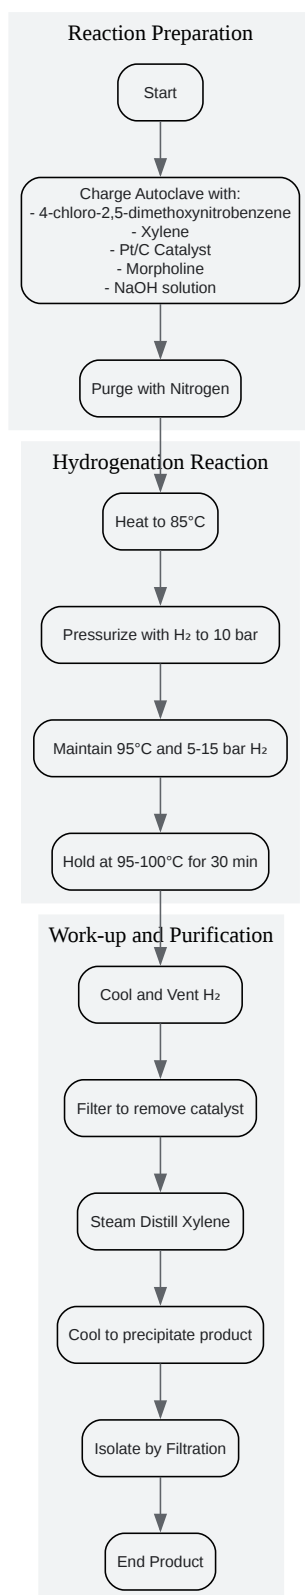 Reaction Preparation
Start
Charge Autoclave with:
- 4-chloro-2,5-dimethoxynitrobenzene
- Xylene
- Pt/C Catalyst
- Morpholine
- NaOH solution
Purge with Nitrogen
Hydrogenation Reaction
Heat to 85°C
Pressurize with H₂ to 10 bar
Maintain 95°C and 5-15 bar H₂
Hold at 95-100°C for 30 min
Work-up and Purification
Cool and Vent H₂
Filter to remove catalyst
Steam Distill Xylene
Cool to precipitate product
Isolate by Filtration
End Product